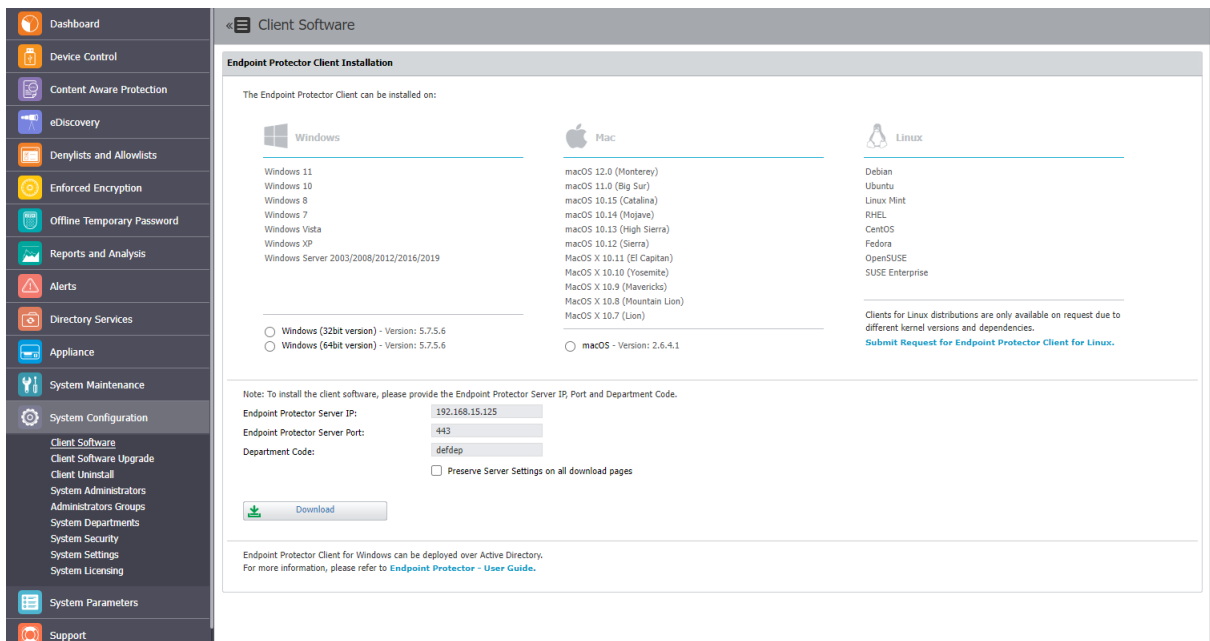 Dashboard
Device Control
Content Aware Protection
eDiscovery
Denylists and Allowlists
Enforced Encryption
Offline Temporary Password
Reports and Analysis
Alerts
Directory Services
Appliance
System Maintenance
System Configuration
Client Software
Client Software Upgrade
Client Uninstall
System Administrators
Administrators Groups
System Departments
System Security
System Settings
System Licensing
System Parameters
Support
« Client Software
Endpoint Protector Client Installation
The Endpoint Protector Client can be installed on:
Windows
Windows 11
Windows 10
Windows 8
Windows 7
Windows Vista
Windows XP
Windows Server 2003/2008/2012/2016/2019
Windows (32bit version) - Version: 5.7.5.6
Windows (64bit version) - Version: 5.7.5.6
Mac
macOS 12.0 (Monterey)
macOS 11.0 (Big Sur)
macOS 10.15 (Catalina)
macOS 10.14 (Mojave)
macOS 10.13 (High Sierra)
macOS 10.12 (Sierra)
MacOS X 10.11 (El Capitan)
MacOS X 10.10 (Yosemite)
MacOS X 10.9 (Mavericks)
MacOS X 10.8 (Mountain Lion)
MacOS X 10.7 (Lion)
macOS - Version: 2.6.4.1
Linux
Debian
Ubuntu
Linux Mint
RHEL
CentOS
Fedora
OpenSUSE
SUSE Enterprise
Clients for Linux distributions are only available on request due to
different kernel versions and dependencies.
Submit Request for Endpoint Protector Client for Linux.
Note: To install the client software, please provide the Endpoint Protector Server IP, Port and Department Code.
Endpoint Protector Server IP: 192.168.15.125
Endpoint Protector Server Port: 443
Department Code: defdep
Preserve Server Settings on all download pages
Download
Endpoint Protector Client for Windows can be deployed over Active Directory.
For more information, please refer to Endpoint Protector - User Guide.